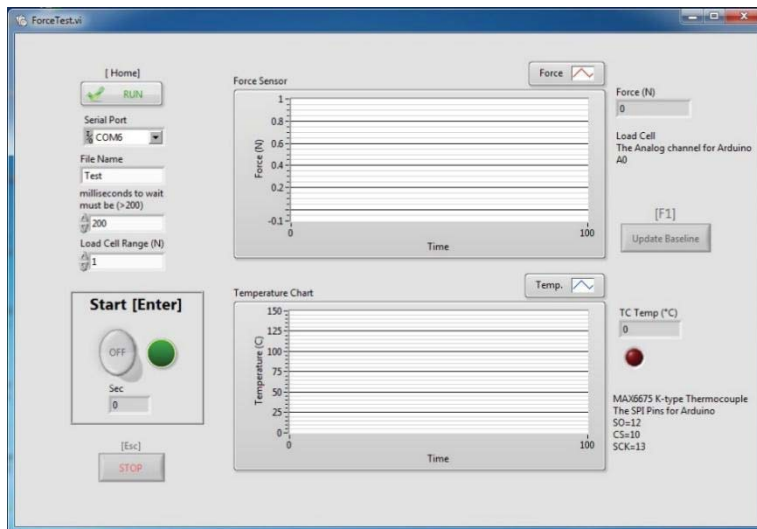 ForceTest.vi
[ Home]
RUN
Serial Port
COM6
File Name
Test
milliseconds to wait
must be (>200)
200
Load Cell Range (N)
1
Start [Enter]
OFF
Sec
0
[Esc]
STOP
Force Sensor
Force
1
0.8
0.6
0.4
0.2
-0.1
Force (N)
0
100
Time
Force (N)
0
Load Cell
The Analog channel for Arduino
A0
[F1]
Update Baseline
Temperature Chart
Temp.
150
125
100
75
50
25
0
Temperature (C)
0
100
Time
TC Temp (°C)
0
MAX6675 K-type Thermocouple
The SPI Pins for Arduino
SO=12
CS=10
SCK=13